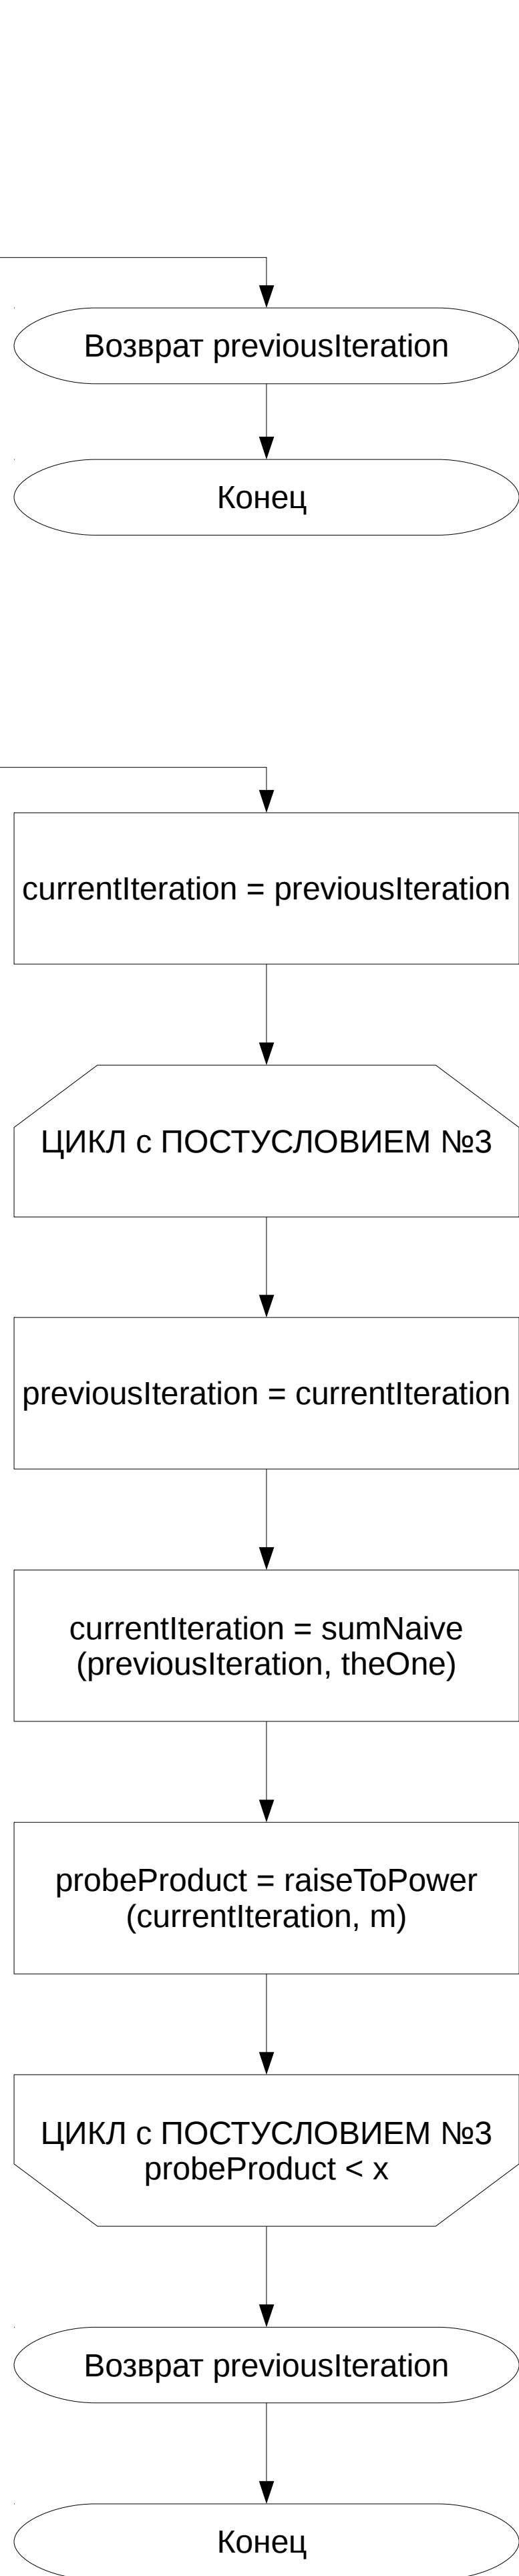 Возврат previousIteration
Конец
currentIteration = previousIteration
ЦИКЛ с ПОСТУСЛОВИЕМ №3
previousIteration = currentIteration
currentIteration = sumNaive
(previousIteration, theOne)
probeProduct = raiseToPower
(currentIteration, m)
ЦИКЛ с ПОСТУСЛОВИЕМ №3
probeProduct < x
Возврат previousIteration
Конец